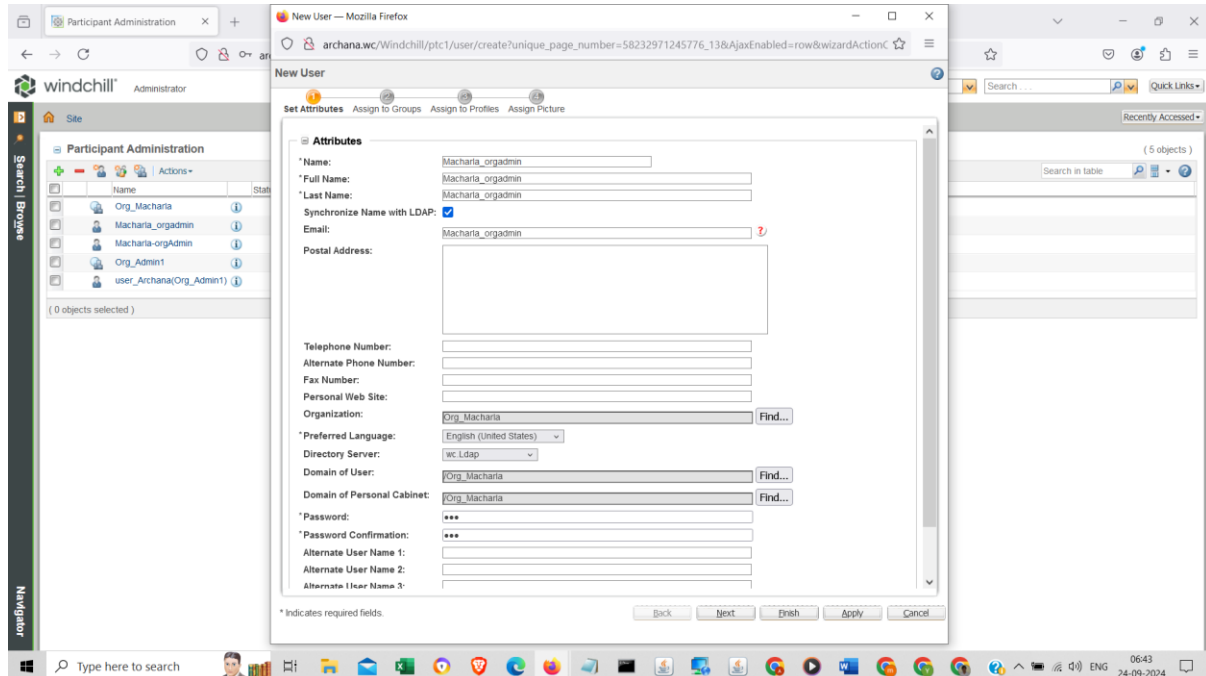 Participant Administration
New User — Mozilla Firefox
archana.wc/Windchill/ptc1/user/create?unique_page_number=58232971245776_13&AjaxEnabled=row&wizardActionC
windchill
Administrator
Search . . .
Quick Links
Site
Recently Accessed
Search | Browse
Navigator
Participant Administration
( 5 objects )
Actions
Search in table
Name
Stat
Org_Macharla
Macharla_orgadmin
Macharla-orgAdmin
Org_Admin1
user_Archana(Org_Admin1)
( 0 objects selected )
New User
Set Attributes Assign to Groups Assign to Profiles Assign Picture
Attributes
*Name: Macharla_orgadmin
*Full Name: Macharla_orgadmin
*Last Name: Macharla_orgadmin
Synchronize Name with LDAP:
Email: Macharla_orgadmin
Postal Address:
Telephone Number:
Alternate Phone Number:
Fax Number:
Personal Web Site:
Organization: Org_Macharla Find...
*Preferred Language: English (United States)
Directory Server: wc.Ldap
Domain of User: /Org_Macharla Find...
Domain of Personal Cabinet: /Org_Macharla Find...
*Password: •••
*Password Confirmation: •••
Alternate User Name 1:
Alternate User Name 2:
Alternate User Name 3:
* Indicates required fields.
Back Next Finish Apply Cancel
Type here to search
ENG
06:43
24-09-2024